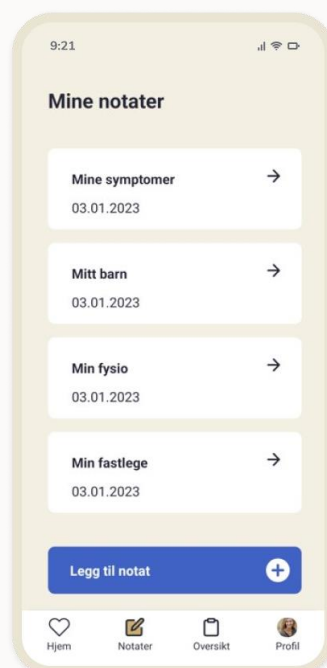 9:21
Mine notater
Mine symptomer
03.01.2023
Mitt barn
03.01.2023
Min fysio
03.01.2023
Min fastlege
03.01.2023
Legg til notat
Hjem Notater Oversikt Profil